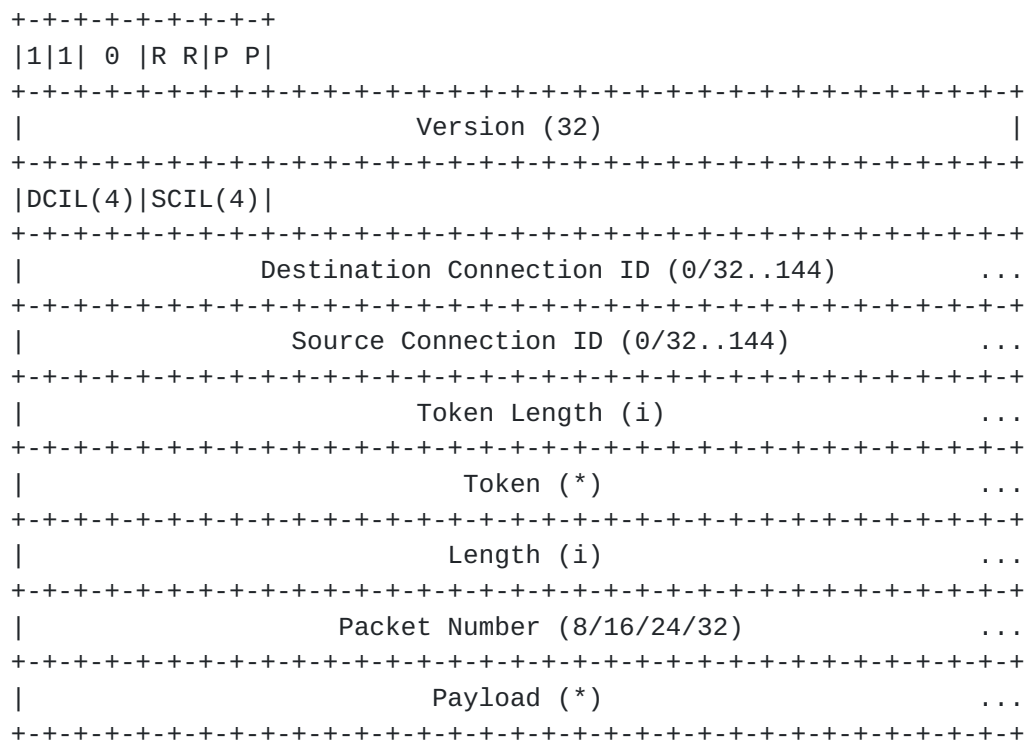 +-+-+-+-+-+-+-+-+
|1|1| 0 |R R|P P|
+-+-+-+-+-+-+-+-+-+-+-+-+-+-+-+-+-+-+-+-+-+-+-+-+-+-+-+-+-+-+-+-+
|                         Version (32)                          |
+-+-+-+-+-+-+-+-+-+-+-+-+-+-+-+-+-+-+-+-+-+-+-+-+-+-+-+-+-+-+-+-+
|DCIL(4)|SCIL(4)|
+-+-+-+-+-+-+-+-+-+-+-+-+-+-+-+-+-+-+-+-+-+-+-+-+-+-+-+-+-+-+-+-+
|               Destination Connection ID (0/32..144)         ...
+-+-+-+-+-+-+-+-+-+-+-+-+-+-+-+-+-+-+-+-+-+-+-+-+-+-+-+-+-+-+-+-+
|                 Source Connection ID (0/32..144)            ...
+-+-+-+-+-+-+-+-+-+-+-+-+-+-+-+-+-+-+-+-+-+-+-+-+-+-+-+-+-+-+-+-+
|                         Token Length (i)                    ...
+-+-+-+-+-+-+-+-+-+-+-+-+-+-+-+-+-+-+-+-+-+-+-+-+-+-+-+-+-+-+-+-+
|                            Token (*)                        ...
+-+-+-+-+-+-+-+-+-+-+-+-+-+-+-+-+-+-+-+-+-+-+-+-+-+-+-+-+-+-+-+-+
|                           Length (i)                        ...
+-+-+-+-+-+-+-+-+-+-+-+-+-+-+-+-+-+-+-+-+-+-+-+-+-+-+-+-+-+-+-+-+
|                    Packet Number (8/16/24/32)               ...
+-+-+-+-+-+-+-+-+-+-+-+-+-+-+-+-+-+-+-+-+-+-+-+-+-+-+-+-+-+-+-+-+
|                          Payload (*)                        ...
+-+-+-+-+-+-+-+-+-+-+-+-+-+-+-+-+-+-+-+-+-+-+-+-+-+-+-+-+-+-+-+-+